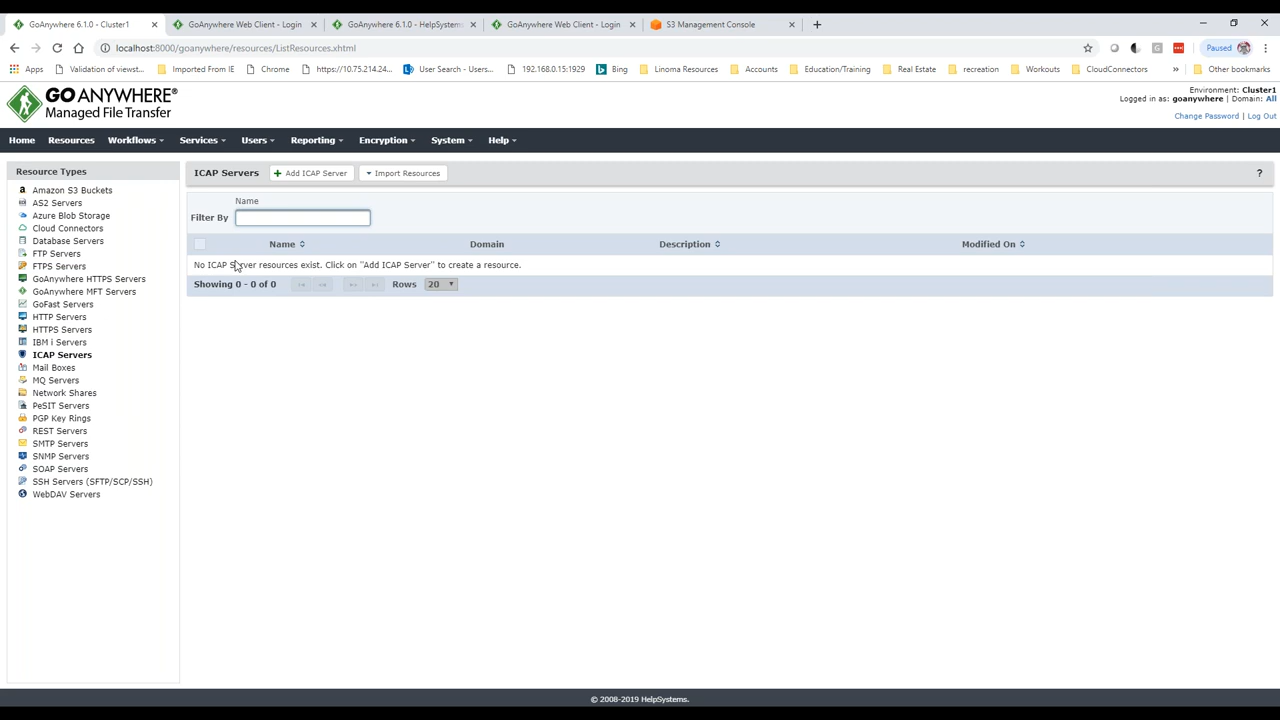 GoAnywhere 6.1.0 - Cluster1
GoAnywhere Web Client - Login
GoAnywhere 6.1.0 - HelpSystems
GoAnywhere Web Client - Login
S3 Management Console
localhost:8000/goanywhere/resources/ListResources.xhtml
Paused
Apps
Validation of viewst...
Imported From IE
Chrome
https://10.75.214.24...
User Search - Users...
192.168.0.15:1929
Bing
Linoma Resources
Accounts
Education/Training
Real Estate
recreation
Workouts
CloudConnectors
»
Other bookmarks
GO ANYWHERE®
Managed File Transfer
Environment: Cluster1
Logged in as: goanywhere | Domain: All
Change Password | Log Out
Home Resources Workflows Services Users Reporting Encryption System Help
Resource Types
Amazon S3 Buckets
AS2 Servers
Azure Blob Storage
Cloud Connectors
Database Servers
FTP Servers
FTPS Servers
GoAnywhere HTTPS Servers
GoAnywhere MFT Servers
GoFast Servers
HTTP Servers
HTTPS Servers
IBM i Servers
ICAP Servers
Mail Boxes
MQ Servers
Network Shares
PeSIT Servers
PGP Key Rings
REST Servers
SMTP Servers
SNMP Servers
SOAP Servers
SSH Servers (SFTP/SCP/SSH)
WebDAV Servers
ICAP Servers
Add ICAP Server
Import Resources
?
Name
Filter By
Name Domain Description Modified On
No ICAP Server resources exist. Click on "Add ICAP Server" to create a resource.
Showing 0 - 0 of 0
Rows 20
© 2008-2019 HelpSystems.